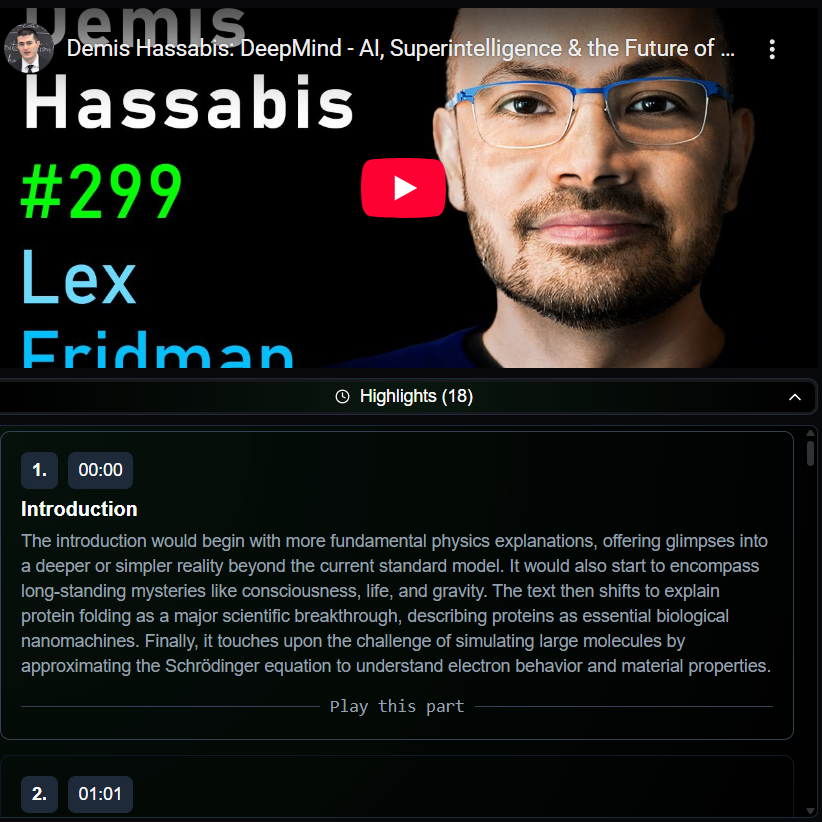 Demis
Demis Hassabis: DeepMind - AI, Superintelligence & the Future of ...
Hassabis
#299
Lex
Fridman
Highlights (18)
1. 00:00
Introduction
The introduction would begin with more fundamental physics explanations, offering glimpses into
a deeper or simpler reality beyond the current standard model. It would also start to encompass
long-standing mysteries like consciousness, life, and gravity. The text then shifts to explain
protein folding as a major scientific breakthrough, describing proteins as essential biological
nanomachines. Finally, it touches upon the challenge of simulating large molecules by
approximating the Schrödinger equation to understand electron behavior and material properties.
Play this part
2. 01:01